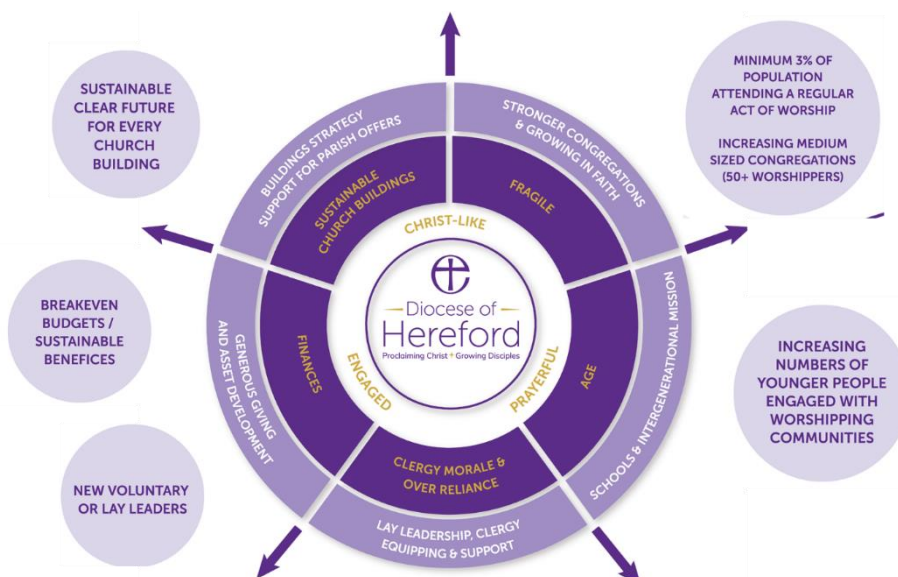 SUSTAINABLE
CLEAR FUTURE
FOR EVERY
CHURCH
BUILDING
MINIMUM 3% OF
POPULATION
ATTENDING A REGULAR
ACT OF WORSHIP
INCREASING MEDIUM
SIZED CONGREGATIONS
(50+ WORSHIPPERS)
BUILDINGS STRATEGY
SUPPORT FOR PARISH OFFERS
STRONGER CONGREGATIONS
& GROWING IN FAITH
SUSTAINABLE
CHURCH BUILDINGS
FRAGILE
CHRIST-LIKE
Diocese of
Hereford
Proclaiming Christ + Growing Disciples
ENGAGED
PRAYERFUL
FINANCES
AGE
GENEROUS GIVING
AND ASSET DEVELOPMENT
SCHOOLS & INTERGENERATIONAL MISSION
CLERGY MORALE &
OVER RELIANCE
LAY LEADERSHIP, CLERGY
EQUIPPING & SUPPORT
BREAKEVEN
BUDGETS /
SUSTAINABLE
BENEFICES
INCREASING
NUMBERS OF
YOUNGER PEOPLE
ENGAGED WITH
WORSHIPPING
COMMUNITIES
NEW VOLUNTARY
OR LAY LEADERS